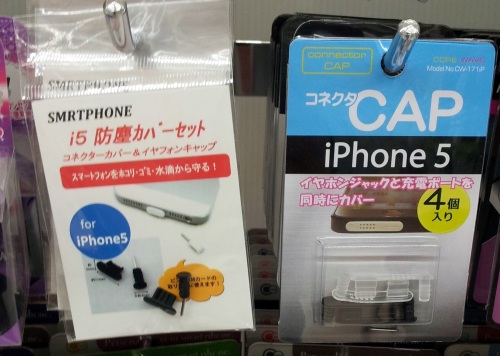 SMRTPHONE
SMRTPHONE
i5 防塵カバーセット
コネクターカバー&イヤフォンキャップ
スマートフォンをホコリ・ゴミ・水滴から守る!
for
iPhone5
connector
CAP
Model No.CW-171iP
コネクタ CAP
iPhone 5
イヤホンジャックと充電ポートを
同時にカバー
4個
入り